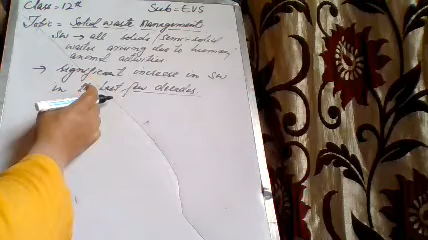 Class = 12th Sub = EVS
Topic = Solid waste Management
SW → all solids/semi-solid
waste arising due to human,
animal activities
→ significant increase in SW
in last few decades.